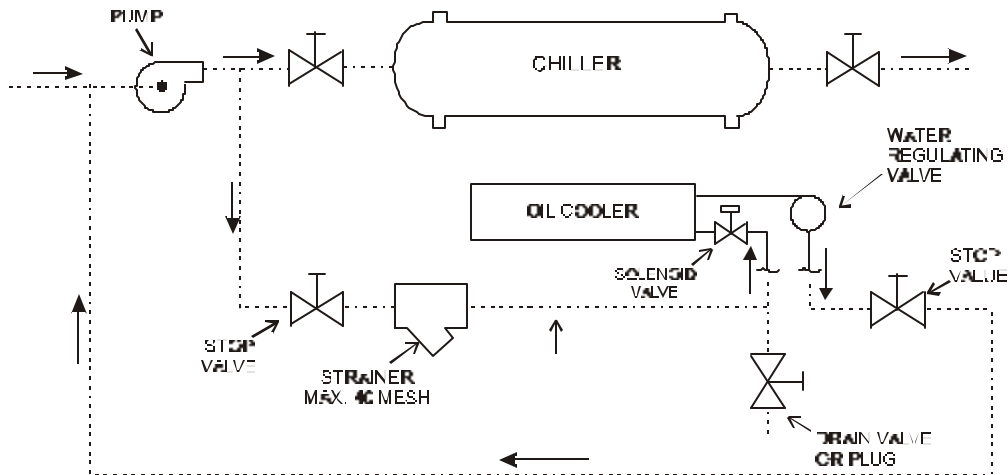 PUMP
CHILLER
WATER
REGULATING
VALVE
OIL COOLER
SOLENOID
VALVE
STOP
VALUE
STOP
VALVE
STRAINER
MAX. 40 MESH
DRAIN VALVE
OR PLUG